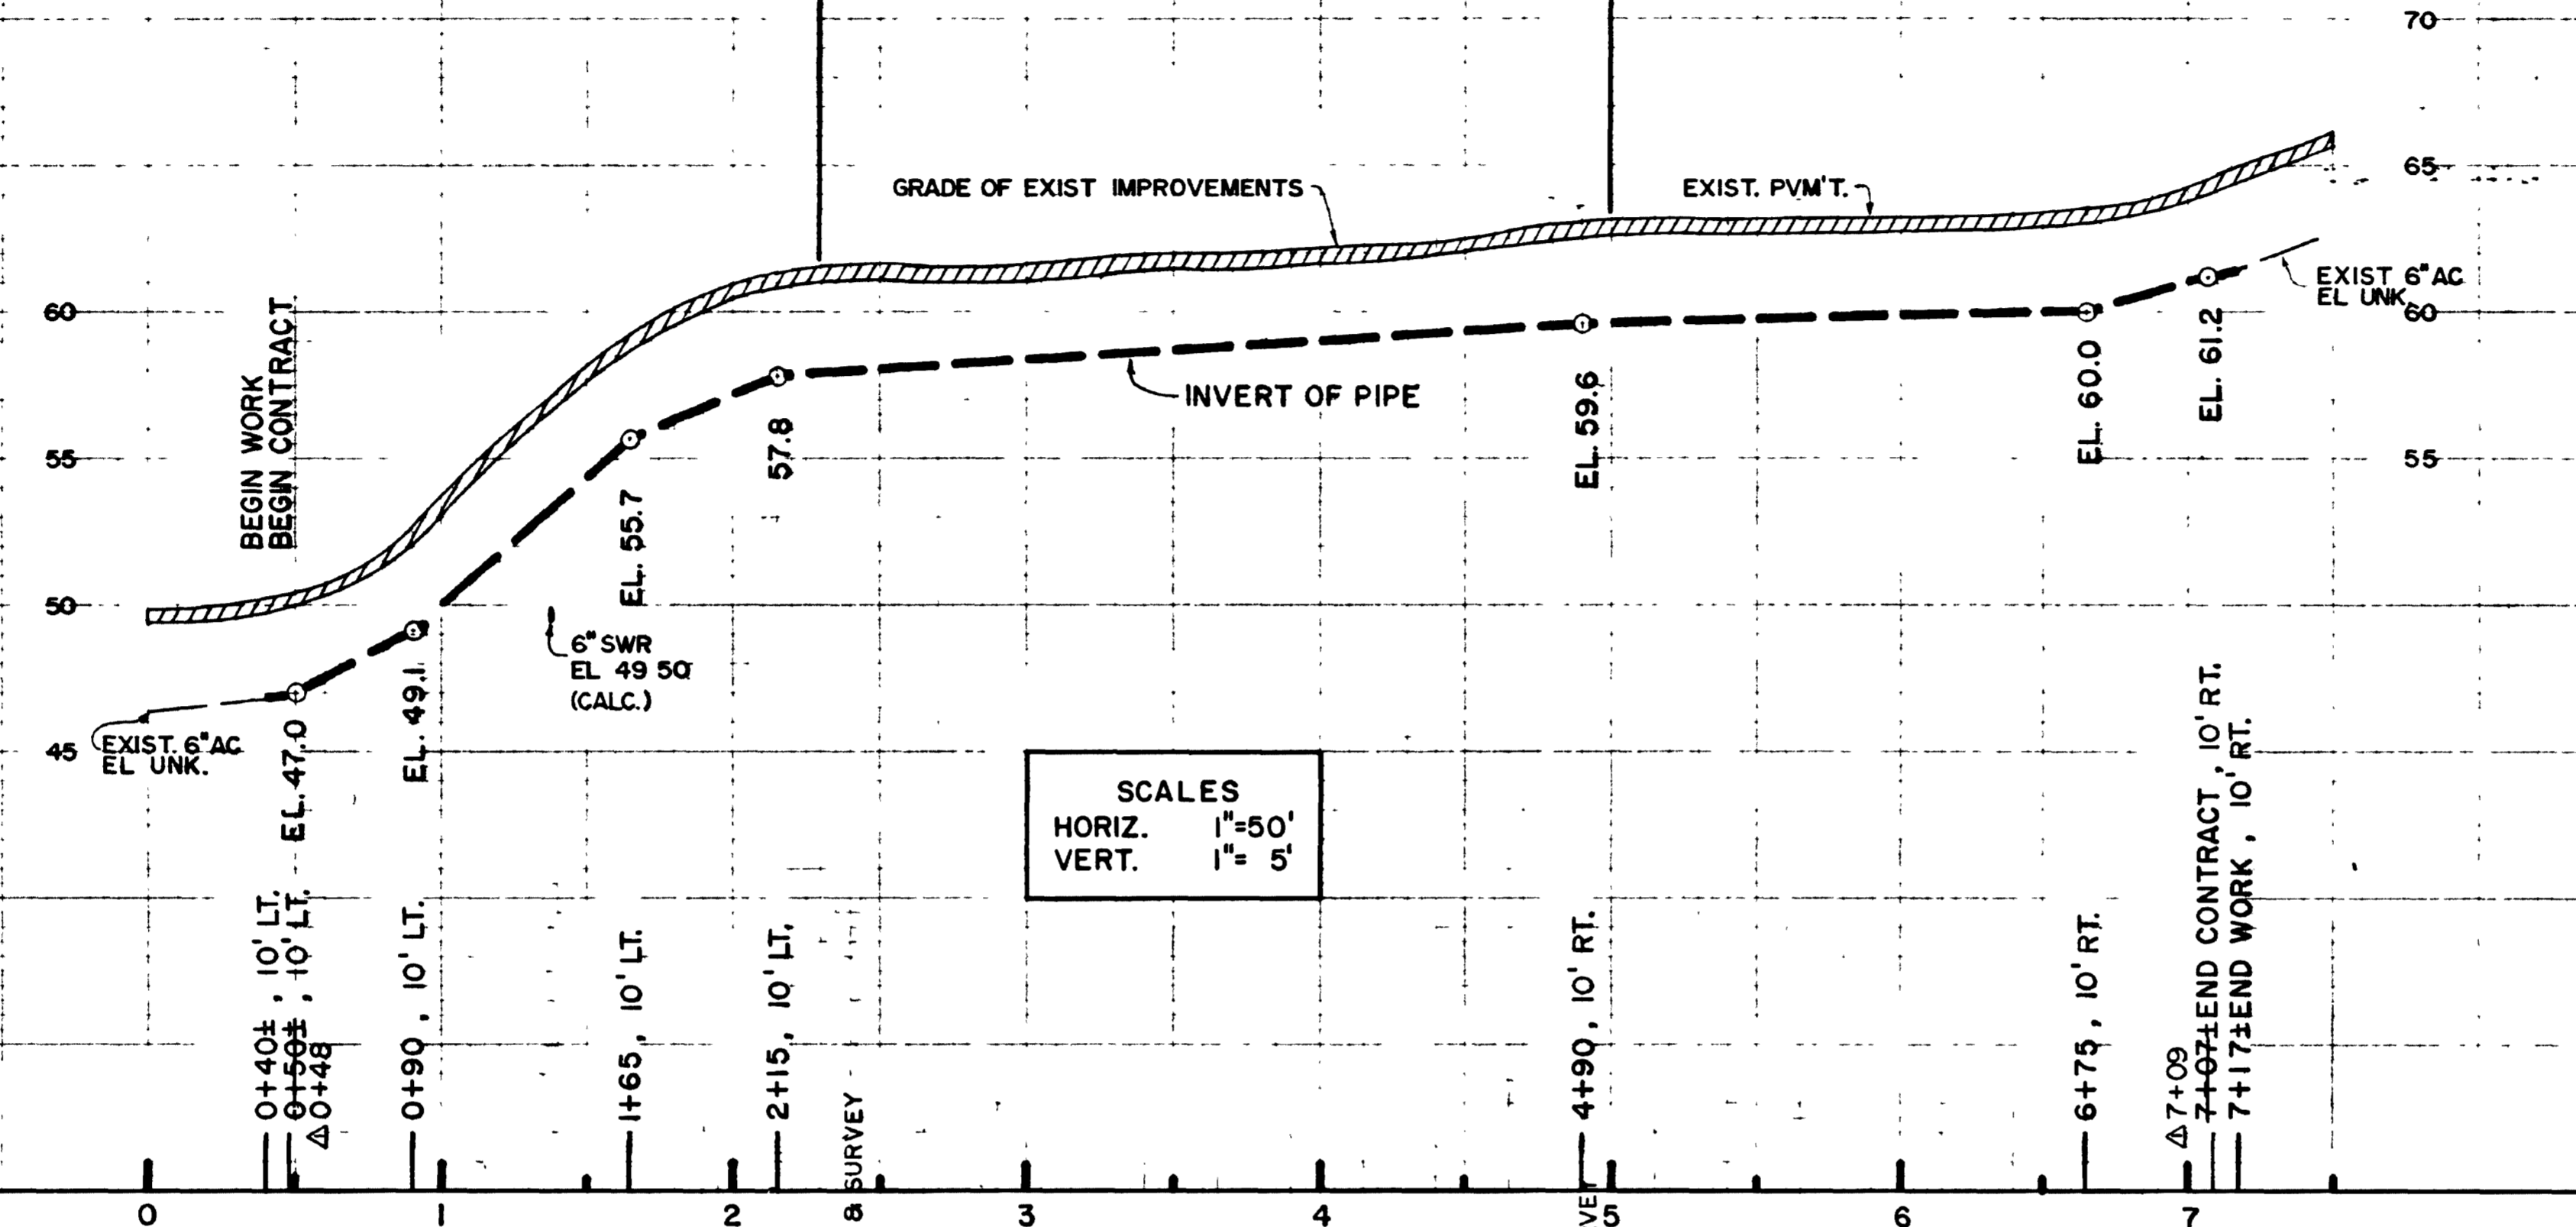 70
GRADE OF EXIST IMPROVEMENTS
EXIST. PVM'T.
65
60
BEGIN WORK
BEGIN CONTRACT
EXIST 6" AC
EL UNK.
60
INVERT OF PIPE
55
57.8
EL. 59.6
EL. 60.0
EL. 61.2
55
EL. 55.7
50
6" SWR
EL 49 50
(CALC.)
EL. 49.1
EL. 47.0
45
EXIST. 6" AC
EL UNK.
SCALES
HORIZ. 1"=50'
VERT. 1"= 5'
0+40±, 10' LT.
0+50±, 10' LT.
0+48
0+90, 10' LT.
1+65, 10' LT.
2+15, 10' LT.
SURVEY
4+90, 10' RT.
6+75, 10' RT.
7+09
7+07± END CONTRACT, 10' RT.
7+17± END WORK, 10' RT.
0 1 2 & 3 4 5 6 7